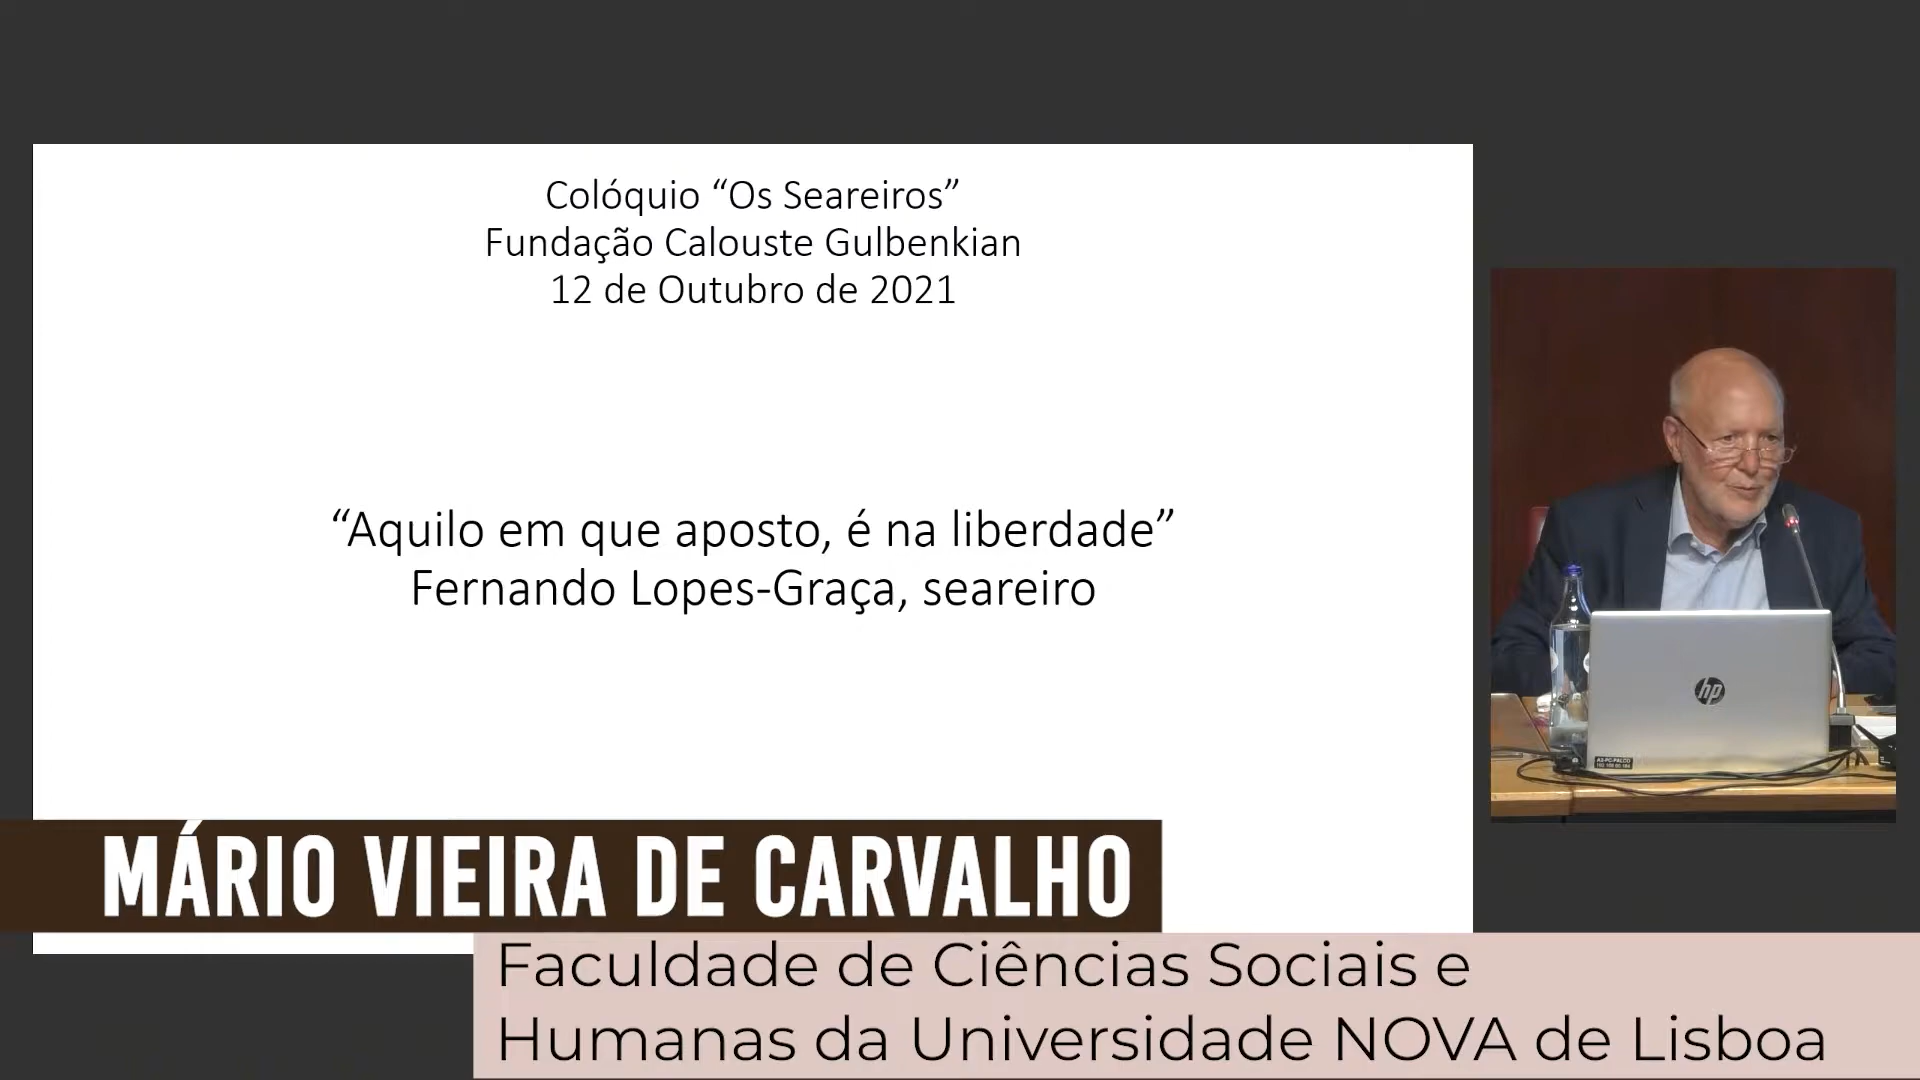 Colóquio “Os Seareiros”
Fundação Calouste Gulbenkian
12 de Outubro de 2021
“Aquilo em que aposto, é na liberdade”
Fernando Lopes-Graça, seareiro
hp
MÁRIO VIEIRA DE CARVALHO
Faculdade de Ciências Sociais e
Humanas da Universidade NOVA de Lisboa